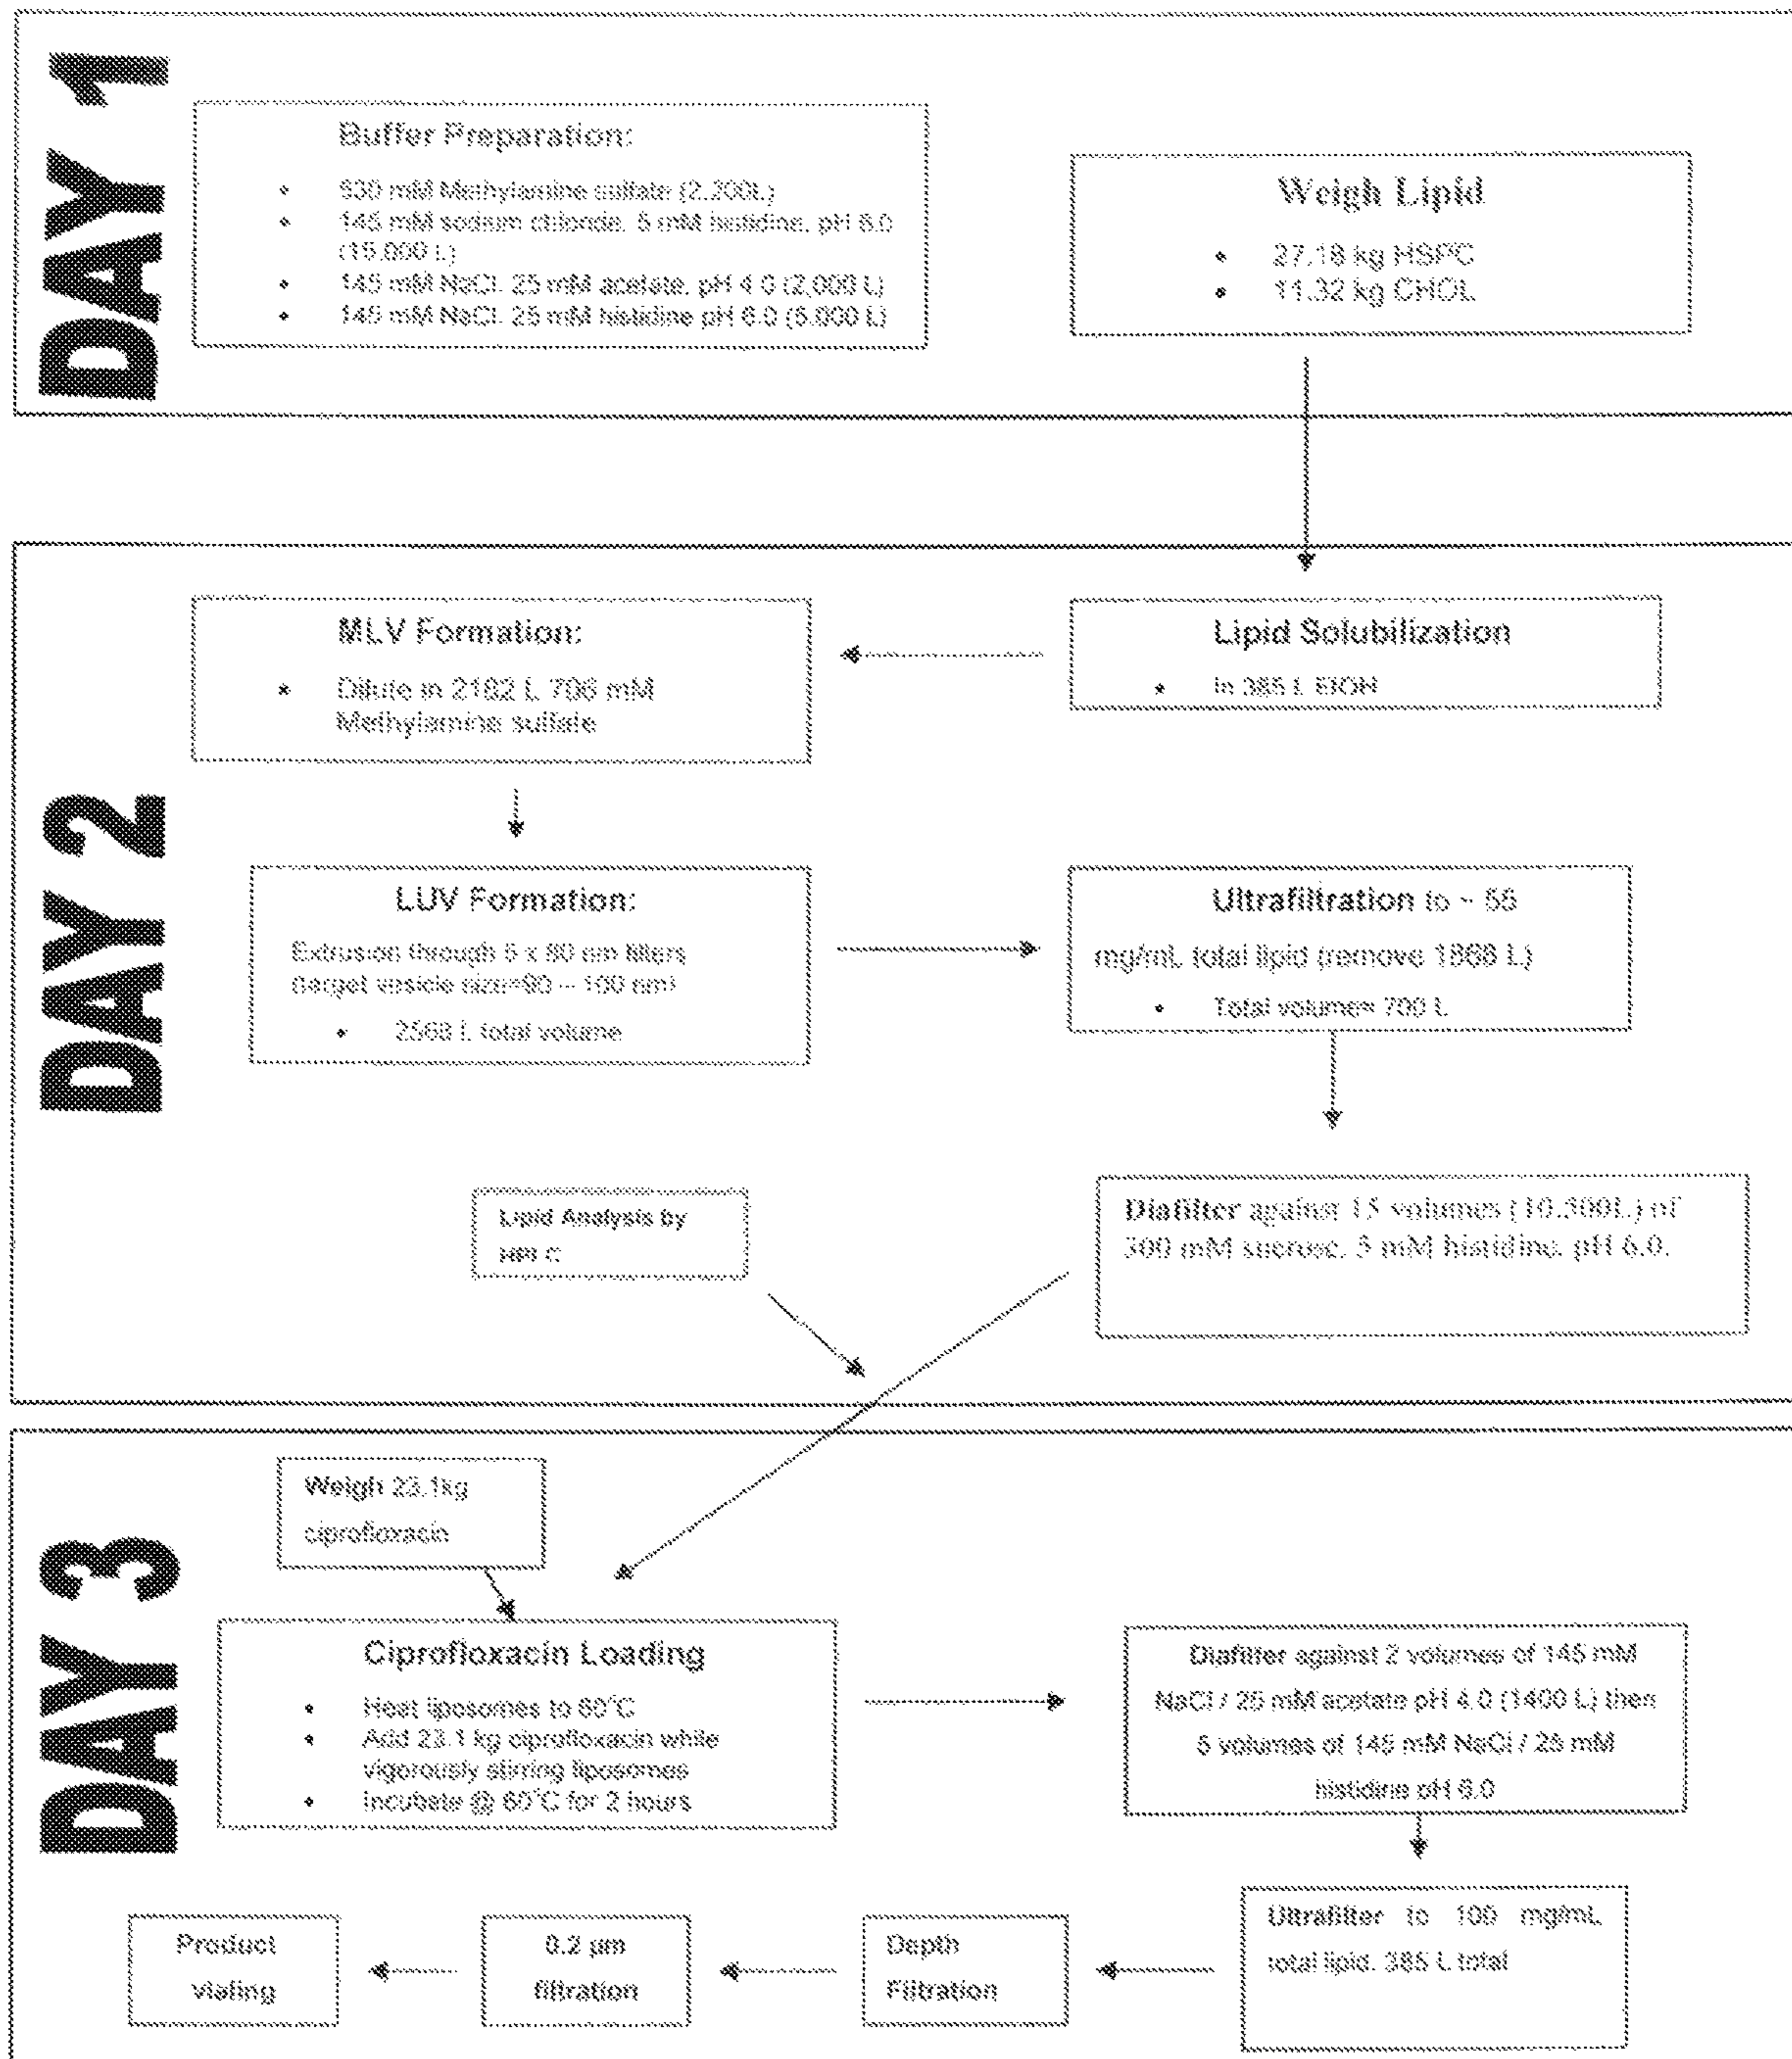 DAY 1
Buffer Preparation:
• 930 mM Methylamine sulfate (2,200L)
• 145 mM sodium chloride, 5 mM histidine, pH 6.0
(15,000 L)
• 145 mM NaCl, 25 mM acetate, pH 4.0 (2,000 L)
• 145 mM NaCl, 25 mM histidine pH 6.0 (5,000 L)
Weigh Lipid
• 27.18 kg HSPC
• 11.32 kg CHOL
DAY 2
MLV Formation:
• Dilute in 2182 L 706 mM
Methylamine sulfate
Lipid Solubilization
• In 385 L EtOH
LUV Formation:
Extrusion through 5 x 80 nm filters
(target vesicle size=90 – 100 nm)
• 2568 L total volume
Ultrafiltration to ~ 55
mg/mL total lipid (remove 1868 L)
• Total volume= 700 L
Lipid Analysis by
HPLC
Diafilter against 15 volumes (10,500L) of
300 mM sucrose, 5 mM histidine, pH 6.0.
DAY 3
Weigh 23.1kg
ciprofloxacin
Ciprofloxacin Loading
• Heat liposomes to 60°C
• Add 23.1 kg ciprofloxacin while
vigorously stirring liposomes
• Incubate @ 60°C for 2 hours
Diafilter against 2 volumes of 145 mM
NaCl / 25 mM acetate pH 4.0 (1400 L) then
5 volumes of 145 mM NaCl / 25 mM
histidine pH 6.0
Ultrafilter to 100 mg/mL
total lipid. 385 L total
Depth
Filtration
0.2 µm
filtration
Product
vialing